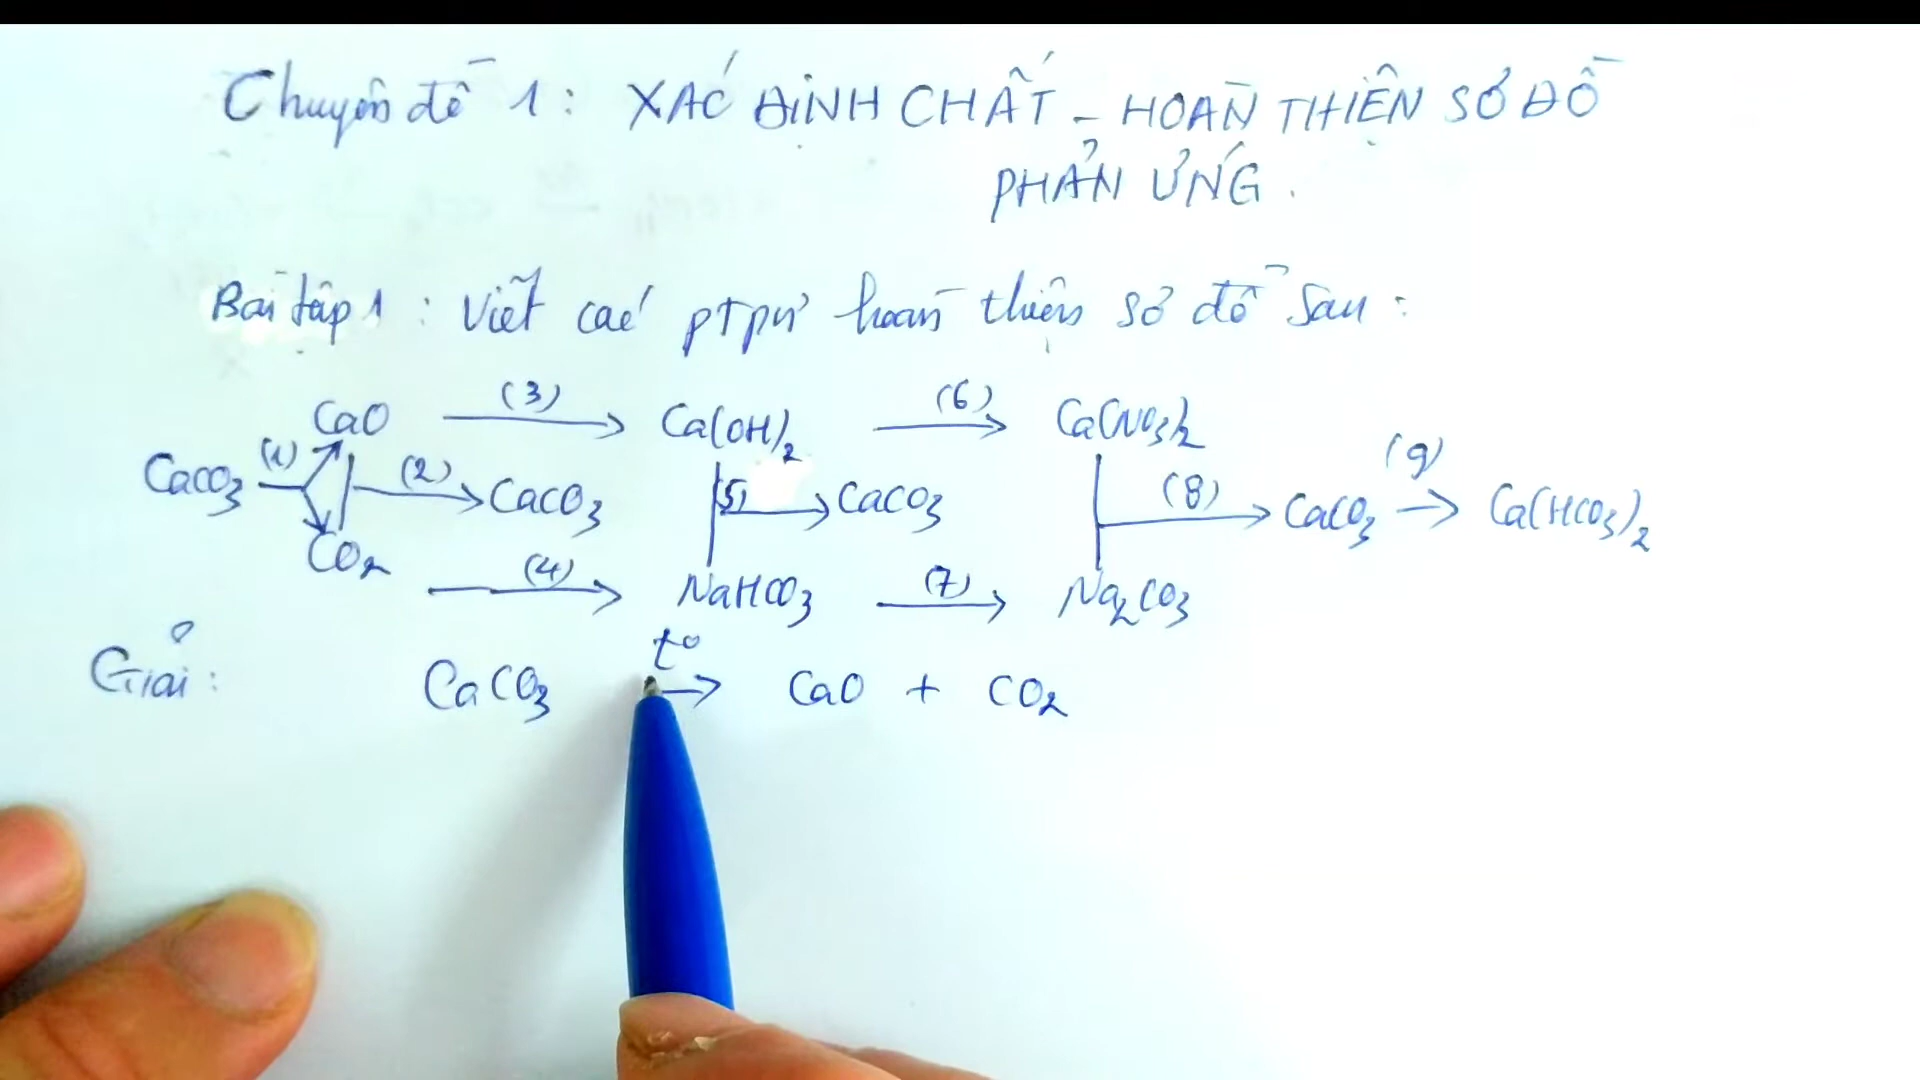 Chuyên đề 1: XÁC ĐỊNH CHẤT - HOÀN THIỆN SƠ ĐỒ
PHẢN ỨNG.
Bài tập 1: Viết các ptpư hoàn thiện sơ đồ sau:
CaO (3) Ca(OH)2 (6) Ca(NO3)2
CaCO3 (1) (2) CaCO3 (5) CaCO3 (8) CaCO3 (9) Ca(HCO3)2
CO2 (4) NaHCO3 (7) Na2CO3
Giải: CaCO3 t° → CaO + CO2